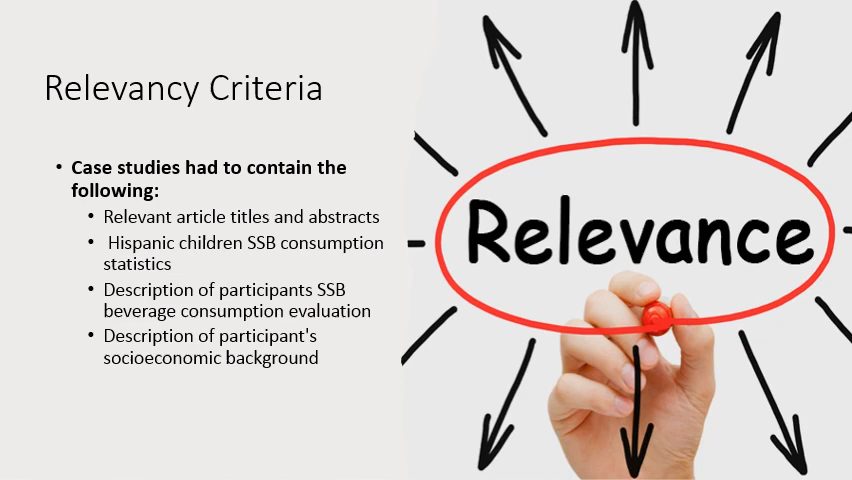 Relevancy Criteria
• Case studies had to contain the
following:
• Relevant article titles and abstracts
• Hispanic children SSB consumption
statistics
• Description of participants SSB
beverage consumption evaluation
• Description of participant's
socioeconomic background
Relevance